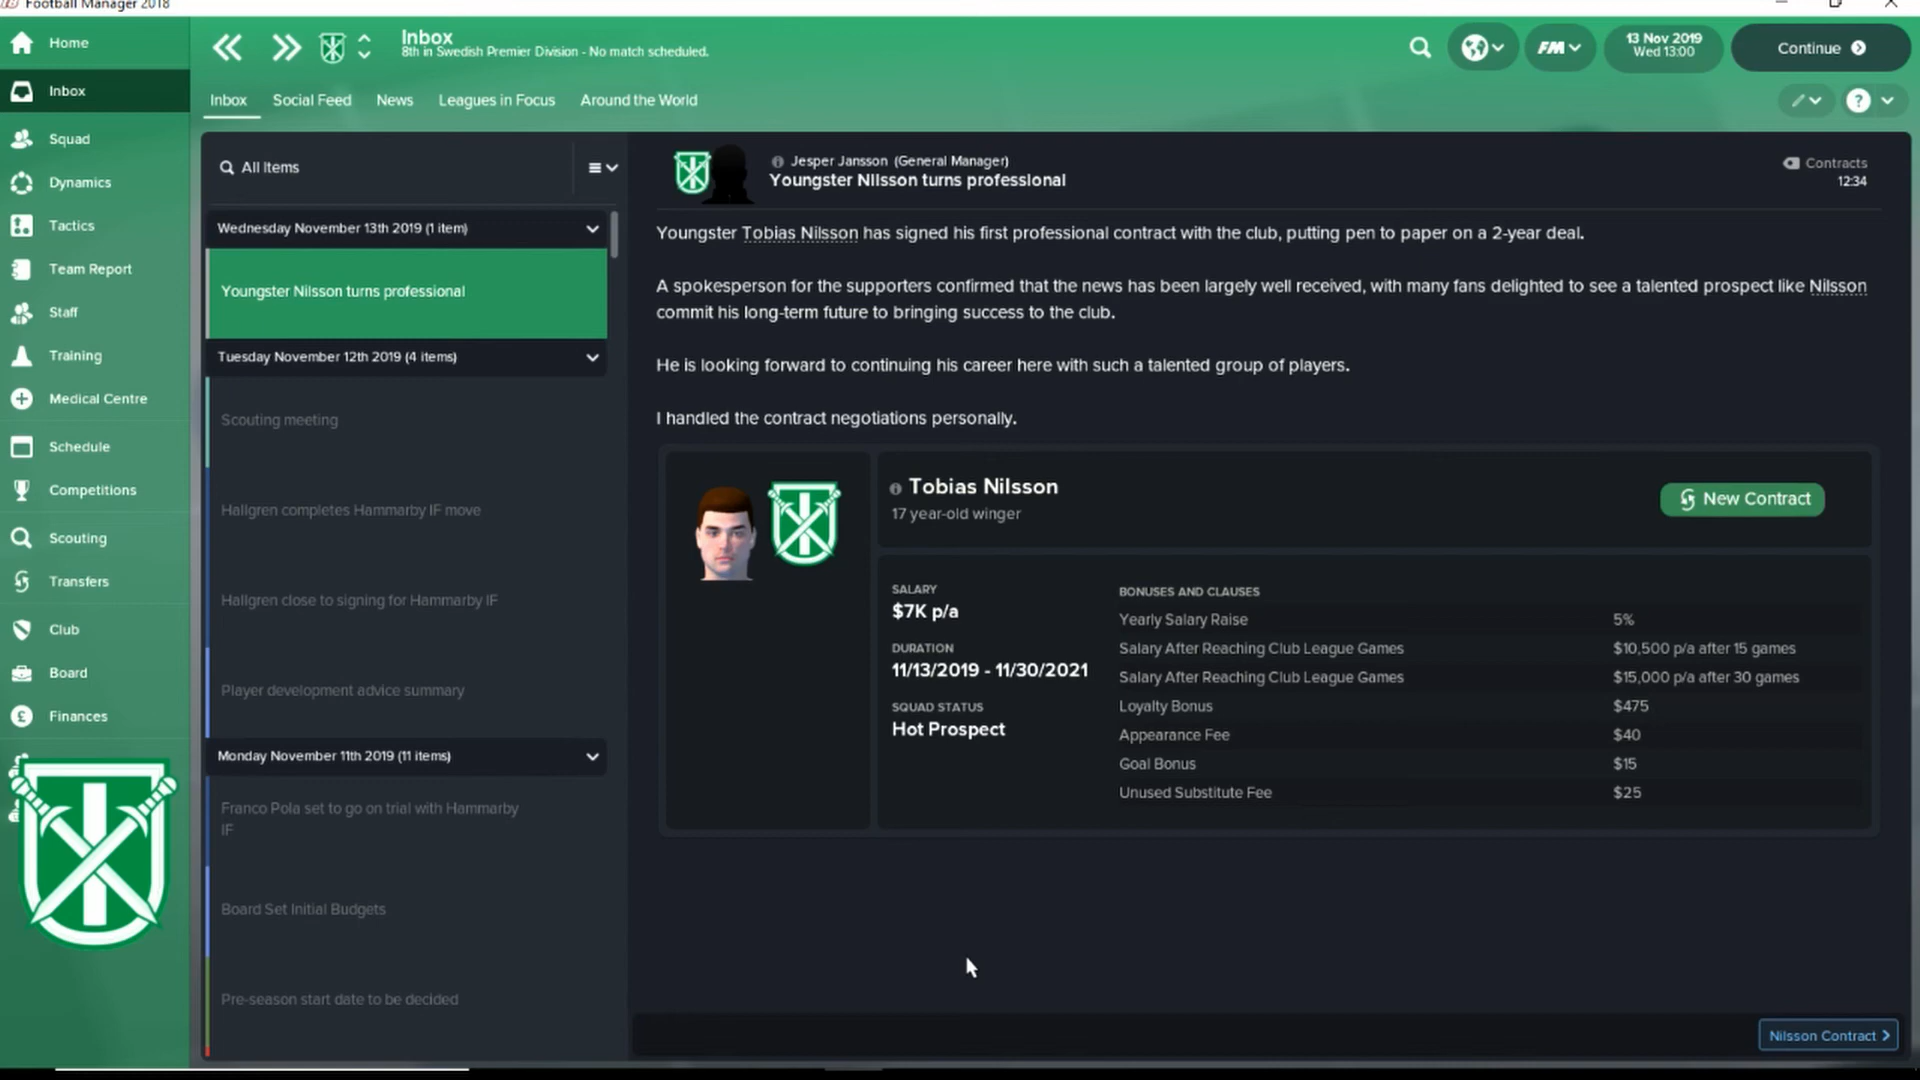 Football Manager 2018
Home
Inbox
Squad
Dynamics
Tactics
Team Report
Staff
Training
Medical Centre
Schedule
Competitions
Scouting
Transfers
Club
Board
Finances
Inbox
8th in Swedish Premier Division - No match scheduled.
FM
13 Nov 2019
Wed 13:00
Continue
Inbox
Social Feed
News
Leagues in Focus
Around the World
?
All Items
Wednesday November 13th 2019 (1 item)
Youngster Nilsson turns professional
Tuesday November 12th 2019 (4 items)
Scouting meeting
Hallgren completes Hammarby IF move
Hallgren close to signing for Hammarby IF
Player development advice summary
Monday November 11th 2019 (11 items)
Franco Pola set to go on trial with Hammarby
IF
Board Set Initial Budgets
Pre-season start date to be decided
Jesper Jansson (General Manager)
Youngster Nilsson turns professional
Contracts
12:34
Youngster Tobias Nilsson has signed his first professional contract with the club, putting pen to paper on a 2-year deal.
A spokesperson for the supporters confirmed that the news has been largely well received, with many fans delighted to see a talented prospect like Nilsson
commit his long-term future to bringing success to the club.
He is looking forward to continuing his career here with such a talented group of players.
I handled the contract negotiations personally.
Tobias Nilsson
17 year-old winger
New Contract
SALARY
$7K p/a
DURATION
11/13/2019 - 11/30/2021
SQUAD STATUS
Hot Prospect
BONUSES AND CLAUSES
Yearly Salary Raise 5%
Salary After Reaching Club League Games $10,500 p/a after 15 games
Salary After Reaching Club League Games $15,000 p/a after 30 games
Loyalty Bonus $475
Appearance Fee $40
Goal Bonus $15
Unused Substitute Fee $25
Nilsson Contract